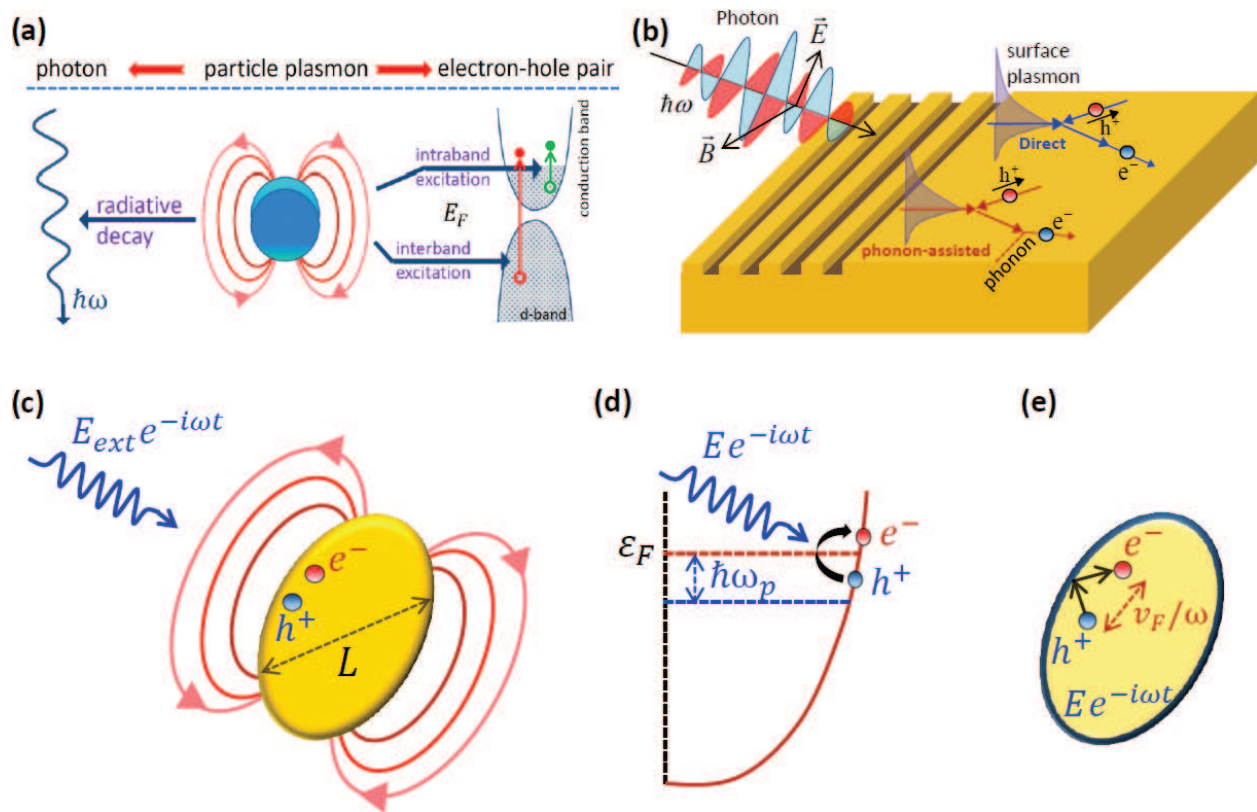 (a)
photon
particle plasmon
electron-hole pair
radiative
decay
ħω
intraband
excitation
E_F
interband
excitation
conduction band
d-band
(b)
Photon
E⃗
ħω
B⃗
surface
plasmon
h⁺
Direct
e⁻
h⁺
e⁻
phonon-assisted
phonon
(c)
E_ext e^{-iωt}
e⁻
h⁺
L
(d)
E e^{-iωt}
ε_F
e⁻
ħω_p
h⁺
(e)
e⁻
v_F/ω
h⁺
E e^{-iωt}